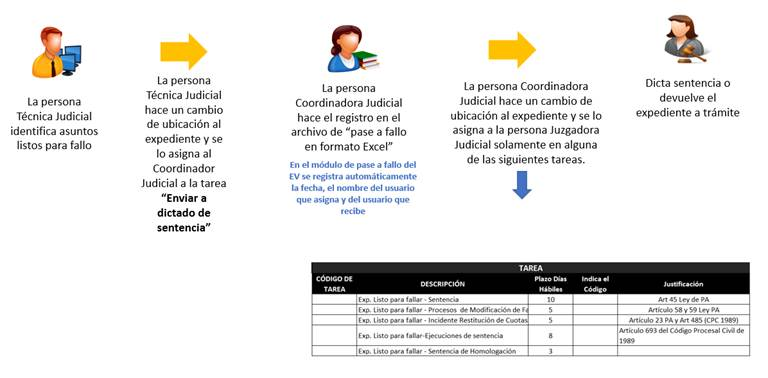 La persona
Técnica Judicial
identifica asuntos
listos para fallo
La persona
Técnica Judicial
hace un cambio
de ubicación al
expediente y se
lo asigna al
Coordinador
Judicial a la tarea
“Enviar a
dictado de
sentencia”
La persona
Coordinadora Judicial
hace el registro en el
archivo de “pase a fallo
en formato Excel”
En el módulo de pase a fallo del
EV se registra automáticamente
la fecha, el nombre del usuario
que asigna y del usuario que
recibe
La persona Coordinadora
Judicial hace un cambio de
ubicación al expediente y se lo
asigna a la persona Juzgadora
Judicial solamente en alguna
de las siguientes tareas.
Dicta sentencia o
devuelve el
expediente a trámite
TAREA
CÓDIGO DE TAREA DESCRIPCIÓN Plazo Días Hábiles Indica el Código Justificación
Exp. Listo para fallar - Sentencia 10 Art 45 Ley de PA
Exp. Listo para fallar - Procesos de Modificación de Fa 5 Artículo 58 y 59 Ley PA
Exp. Listo para fallar - Incidente Restitución de Cuotas 5 Artículo 23 PA y Art 485 (CPC 1989)
Exp. Listo para fallar-Ejecuciones de sentencia 8 Artículo 693 del Código Procesal Civil de 1989
Exp. Listo para fallar - Sentencia de Homologación 3